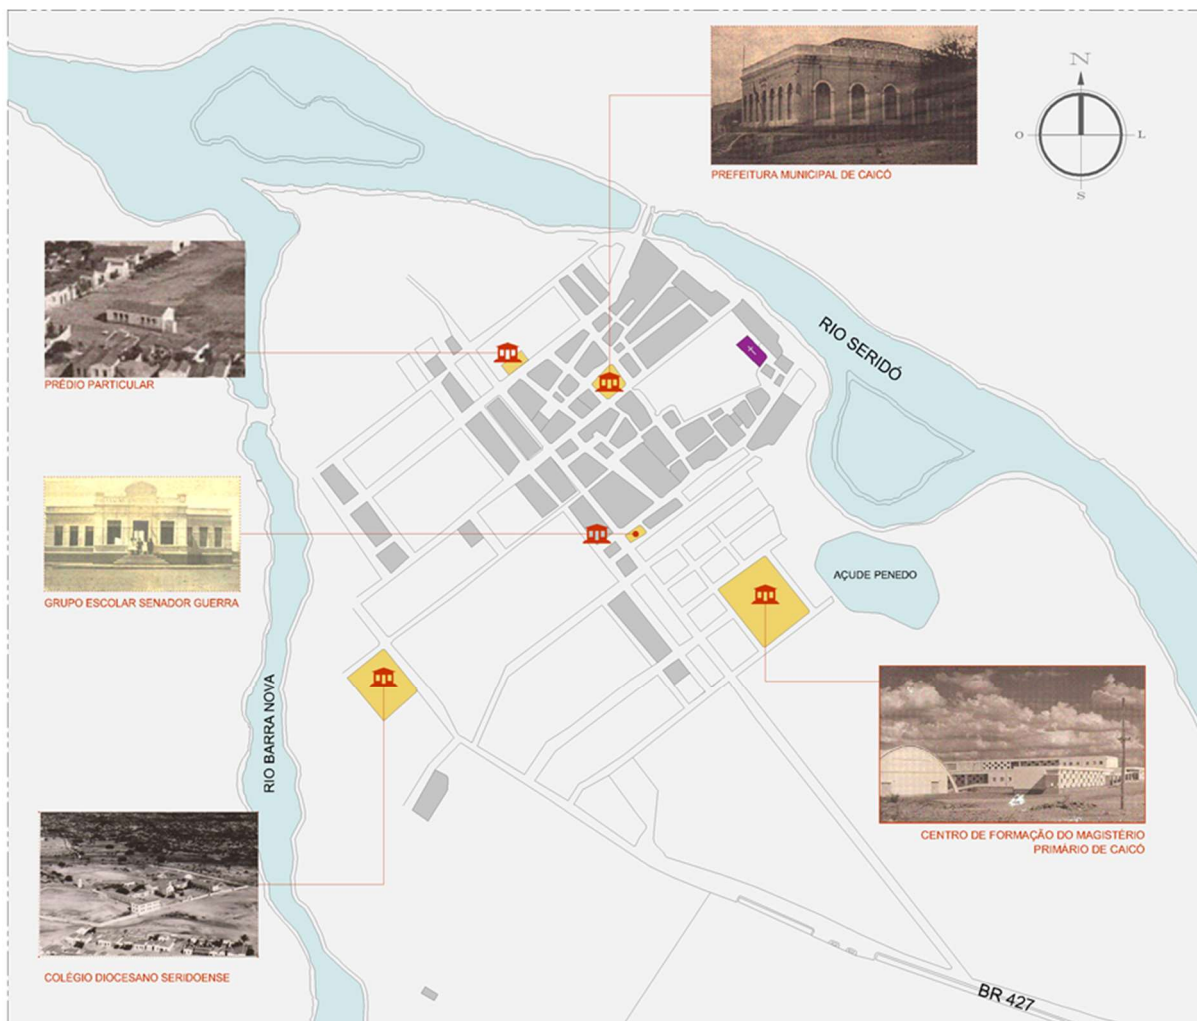 N
O
L
S
PREFEITURA MUNICIPAL DE CAICÓ
PRÉDIO PARTICULAR
RIO SERIDÓ
GRUPO ESCOLAR SENADOR GUERRA
AÇUDE PENEDO
RIO BARRA NOVA
CENTRO DE FORMAÇÃO DO MAGISTÉRIO
PRIMÁRIO DE CAICÓ
COLÉGIO DIOCESANO SERIDOENSE
BR 427